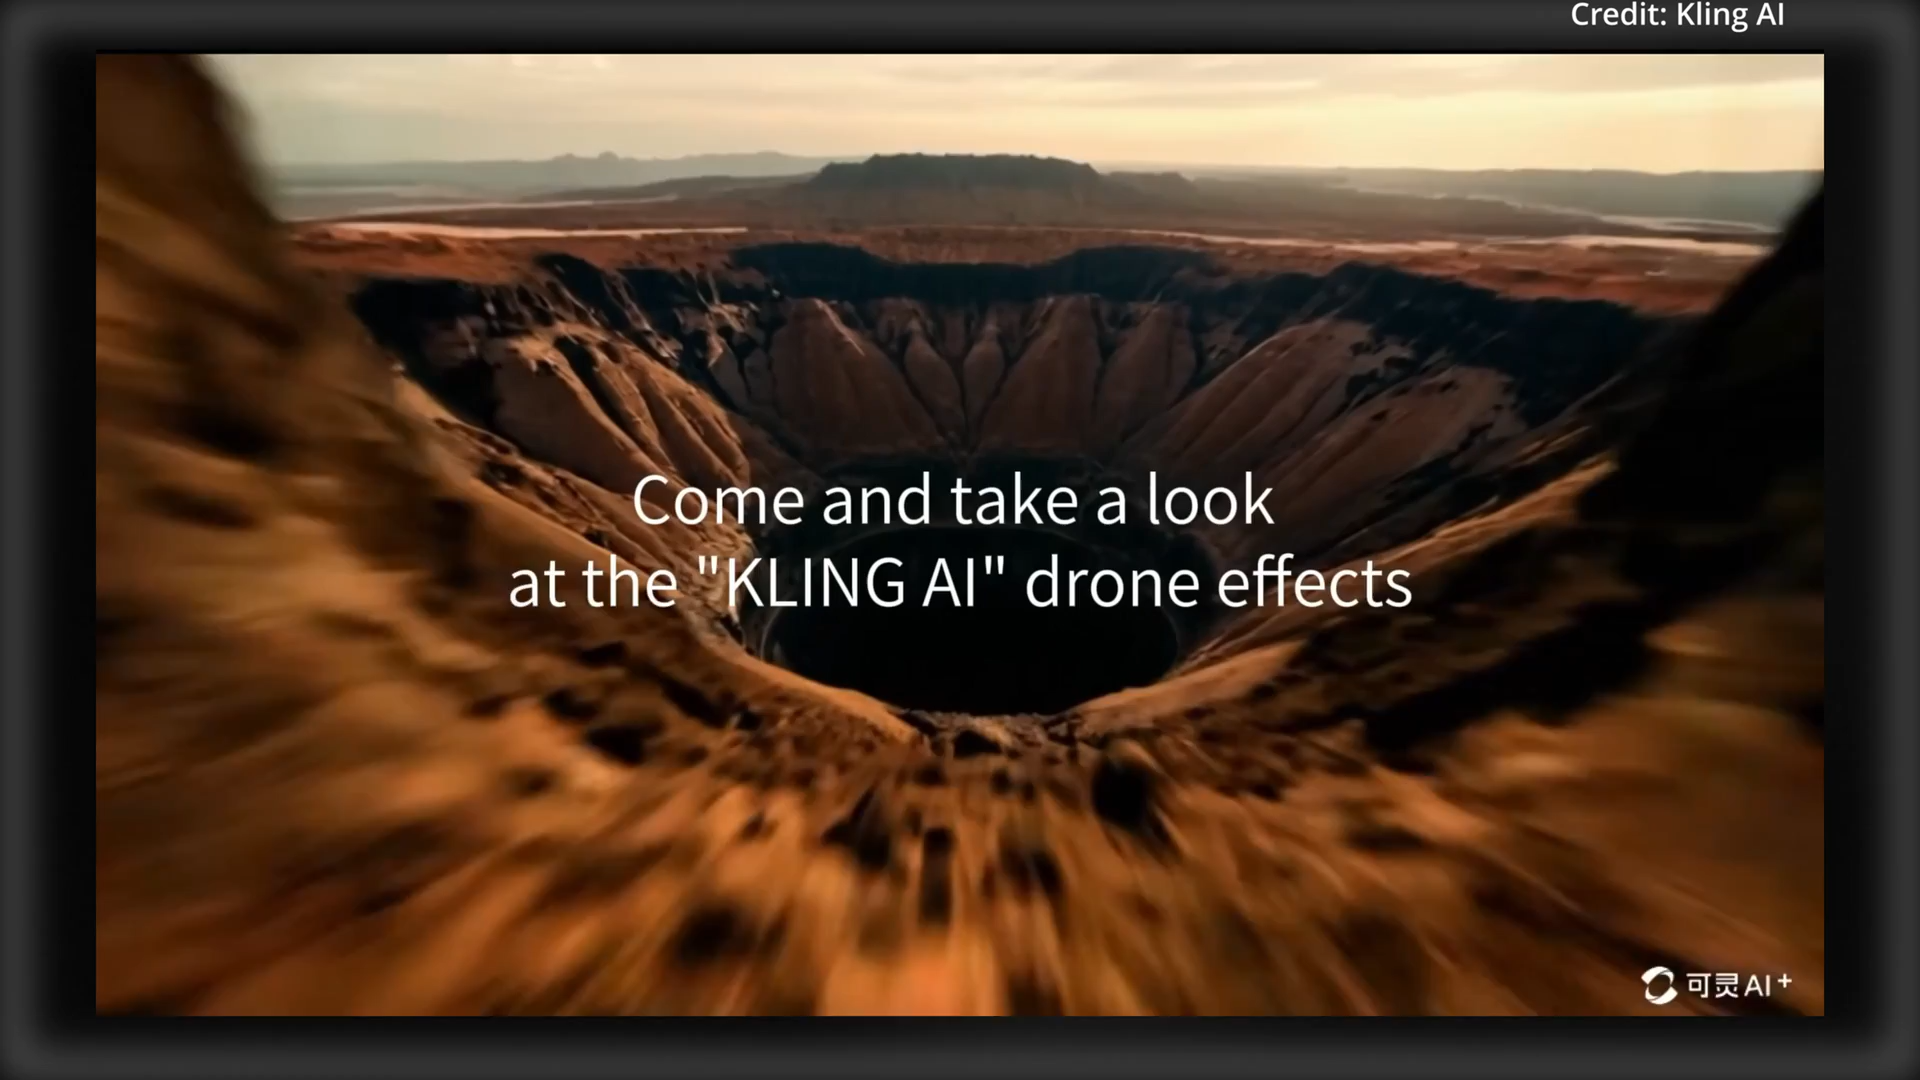 Credit: Kling AI
Come and take a look
at the "KLING AI" drone effects
可灵AI+